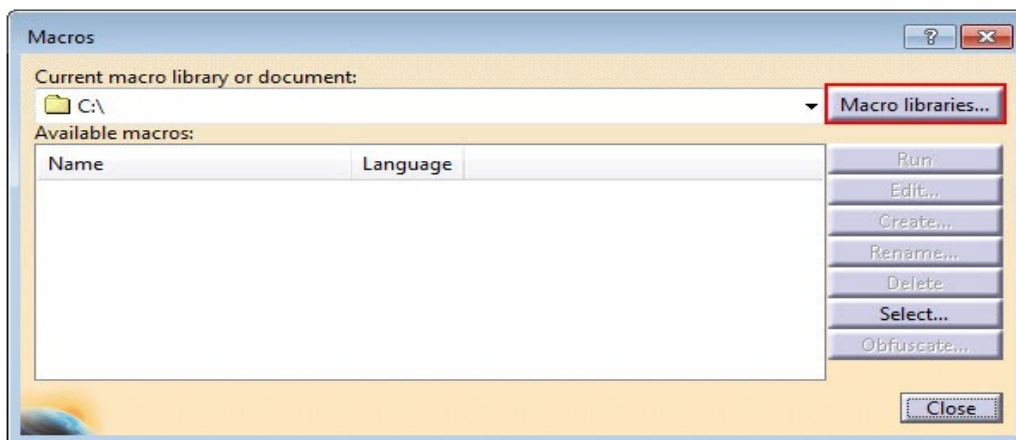 Macros
?
Current macro library or document:
C:\ Macro libraries...
Available macros:
Name Language
Run
Edit...
Create...
Rename...
Delete
Select...
Obfuscate...
Close